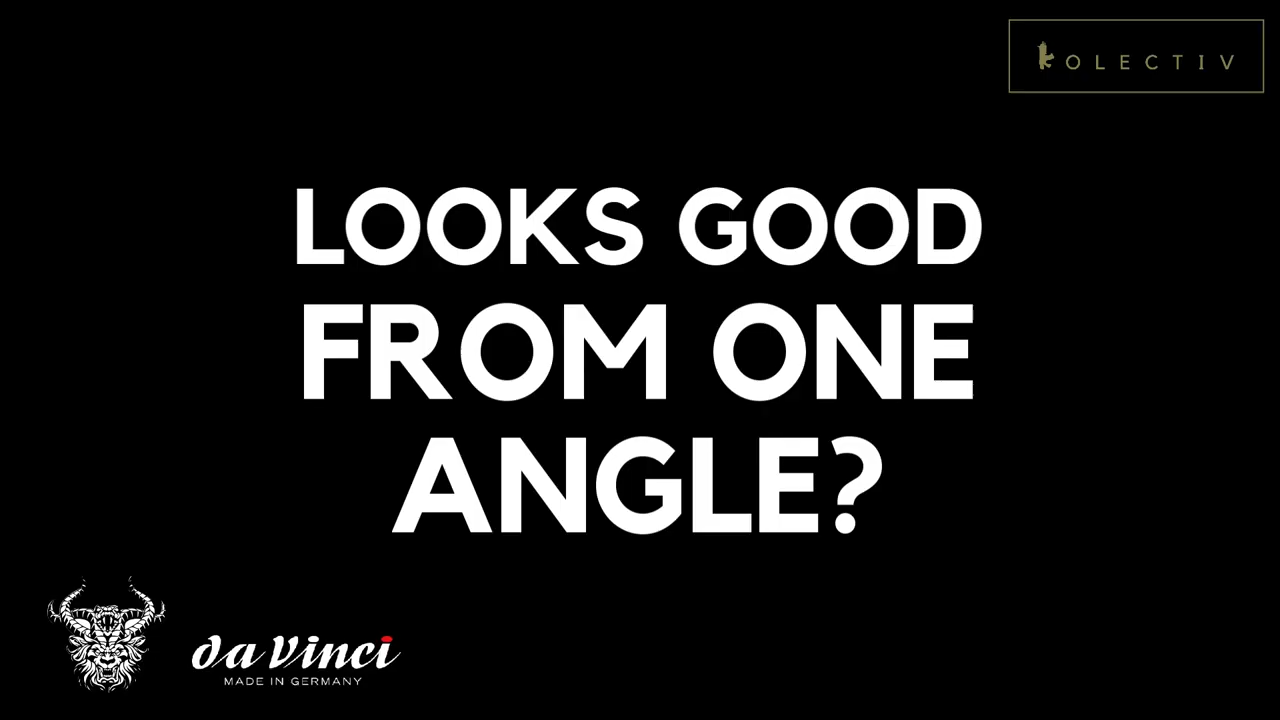 kOLECTIV
LOOKS GOOD
FROM ONE
ANGLE?
da Vinci
MADE IN GERMANY